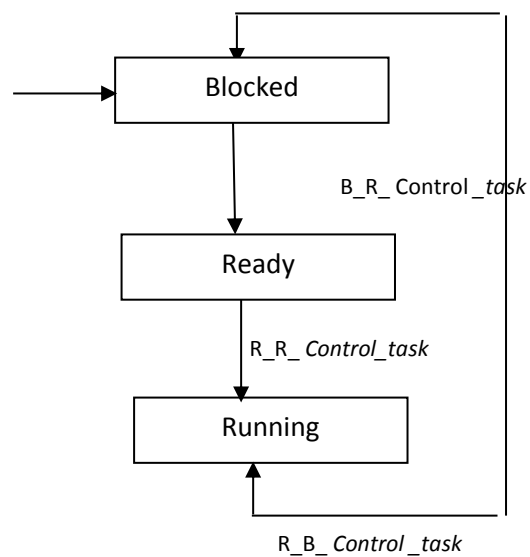 Blocked
B_R_ Control _task
Ready
R_R_ Control_task
Running
R_B_ Control _task